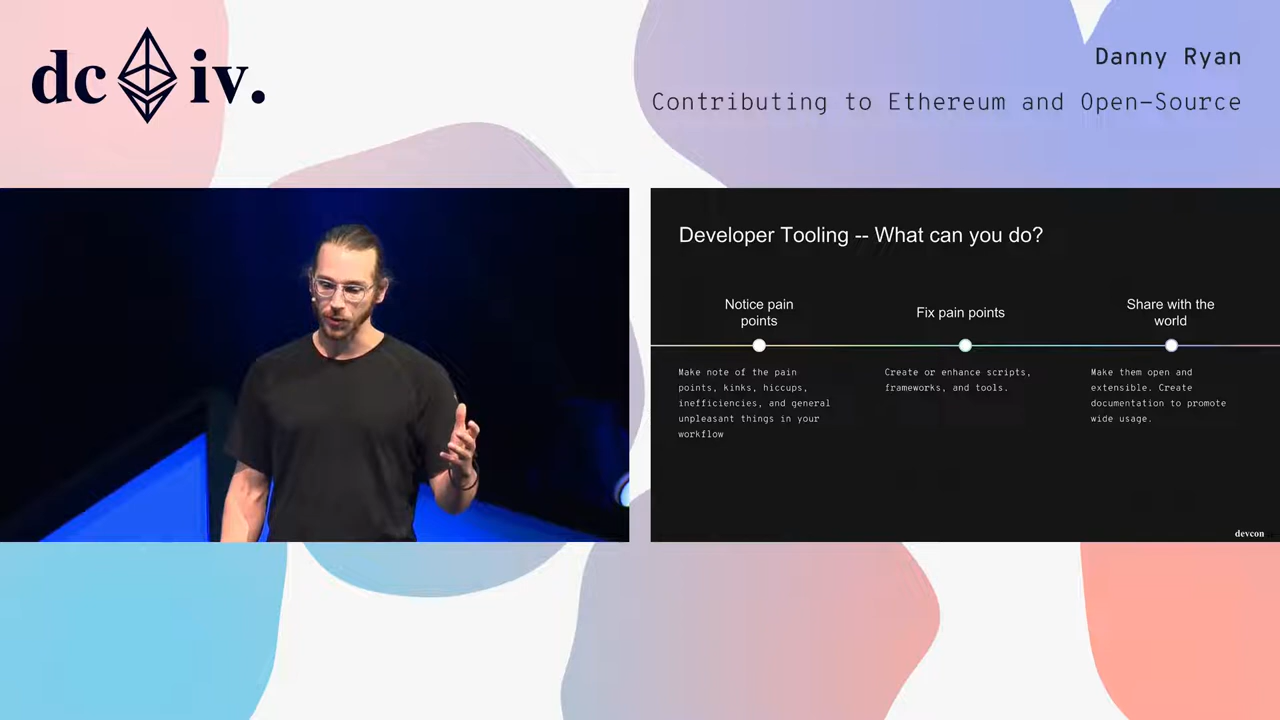 dc iv.
Danny Ryan
Contributing to Ethereum and Open-Source
Developer Tooling -- What can you do?
Notice pain
points
Make note of the pain
points, kinks, hiccups,
inefficiencies, and general
unpleasant things in your
workflow
Fix pain points
Create or enhance scripts,
frameworks, and tools.
Share with the
world
Make them open and
extensible. Create
documentation to promote
wide usage.
devcon